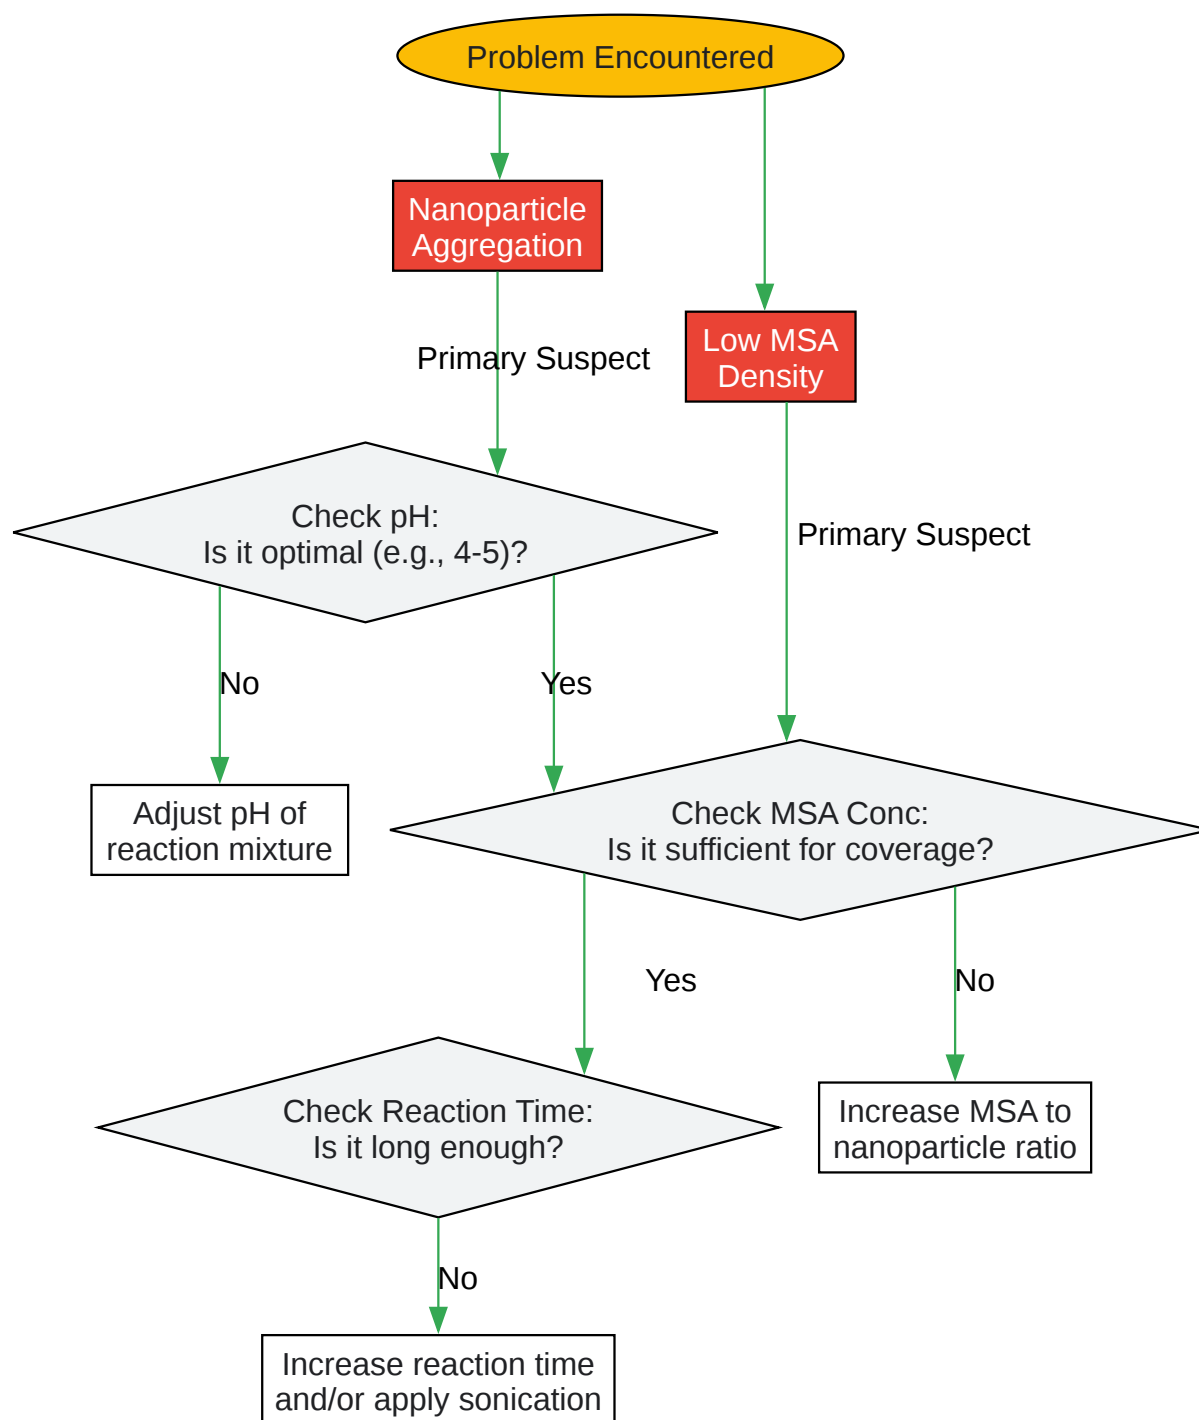 Problem Encountered
Nanoparticle
Aggregation
Low MSA
Density
Primary Suspect
Primary Suspect
Check pH:
Is it optimal (e.g., 4-5)?
No
Yes
Adjust pH of
reaction mixture
Check MSA Conc:
Is it sufficient for coverage?
Yes
No
Check Reaction Time:
Is it long enough?
Increase MSA to
nanoparticle ratio
No
Increase reaction time
and/or apply sonication